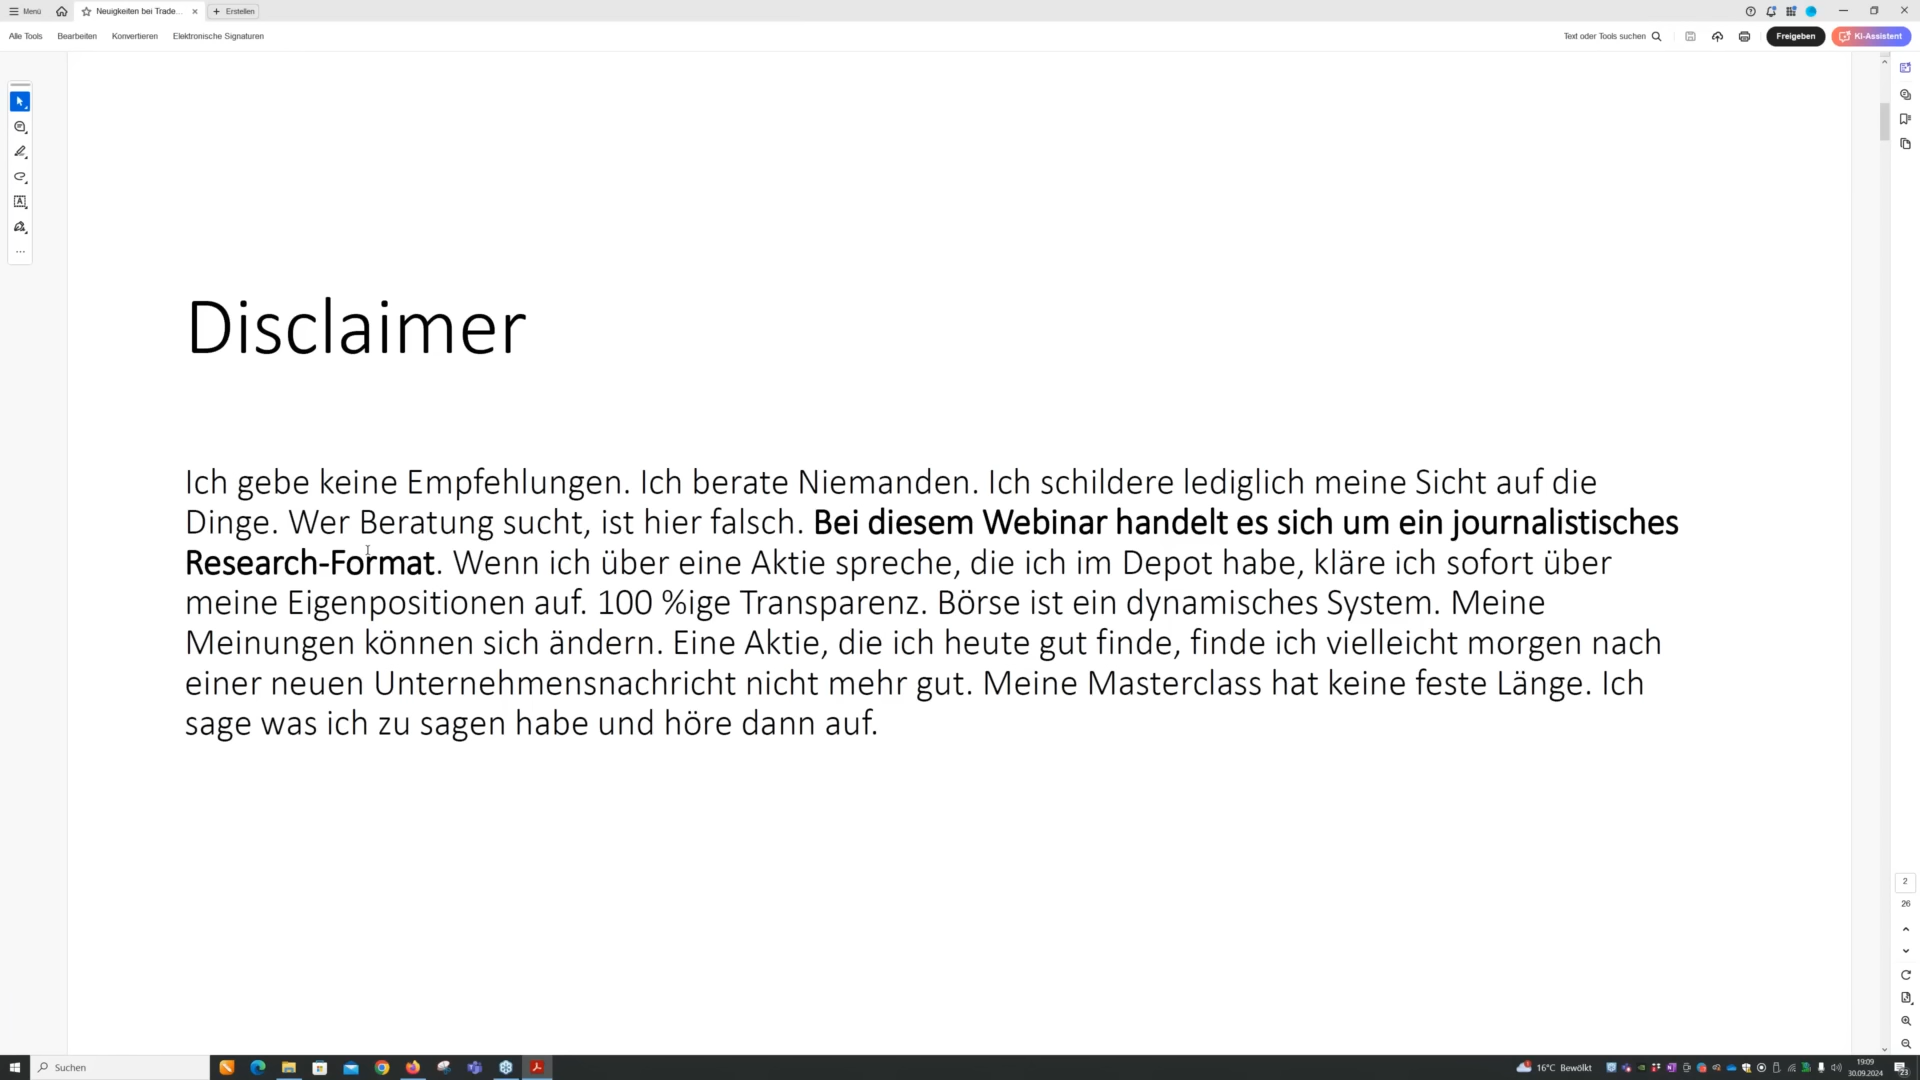 Menü
Neuigkeiten bei Trade...
Erstellen
Alle Tools
Bearbeiten
Konvertieren
Elektronische Signaturen
Text oder Tools suchen
Freigeben
KI-Assistent
Disclaimer
Ich gebe keine Empfehlungen. Ich berate Niemanden. Ich schildere lediglich meine Sicht auf die
Dinge. Wer Beratung sucht, ist hier falsch. Bei diesem Webinar handelt es sich um ein journalistisches
Research-Format. Wenn ich über eine Aktie spreche, die ich im Depot habe, kläre ich sofort über
meine Eigenpositionen auf. 100 %ige Transparenz. Börse ist ein dynamisches System. Meine
Meinungen können sich ändern. Eine Aktie, die ich heute gut finde, finde ich vielleicht morgen nach
einer neuen Unternehmensnachricht nicht mehr gut. Meine Masterclass hat keine feste Länge. Ich
sage was ich zu sagen habe und höre dann auf.
2
26
Suchen
16°C Bewölkt
19:09
30.09.2024
23